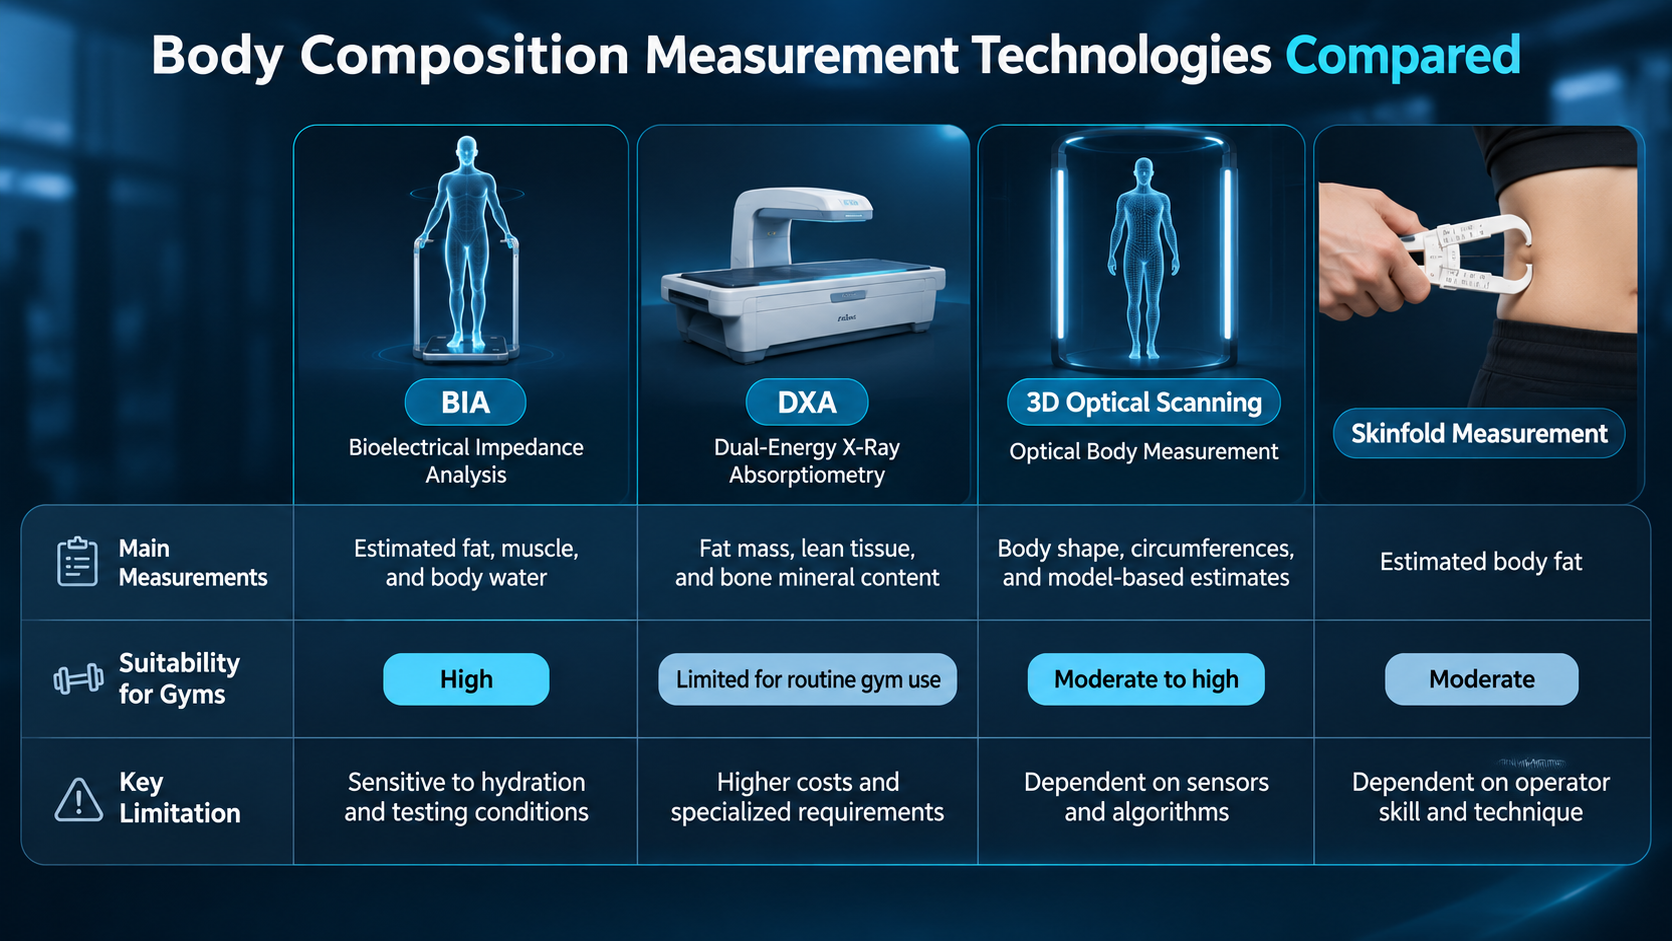 Body Composition Measurement Technologies Compared
BIA
Bioelectrical Impedance
Analysis
DXA
Dual-Energy X-Ray
Absorptiometry
3D Optical Scanning
Optical Body Measurement
Skinfold Measurement
Main
Measurements
Estimated fat, muscle,
and body water
Fat mass, lean tissue,
and bone mineral content
Body shape, circumferences,
and model-based estimates
Estimated body fat
Suitability
for Gyms
High
Limited for routine gym use
Moderate to high
Moderate
Key
Limitation
Sensitive to hydration
and testing conditions
Higher costs and
specialized requirements
Dependent on sensors
and algorithms
Dependent on operator
skill and technique